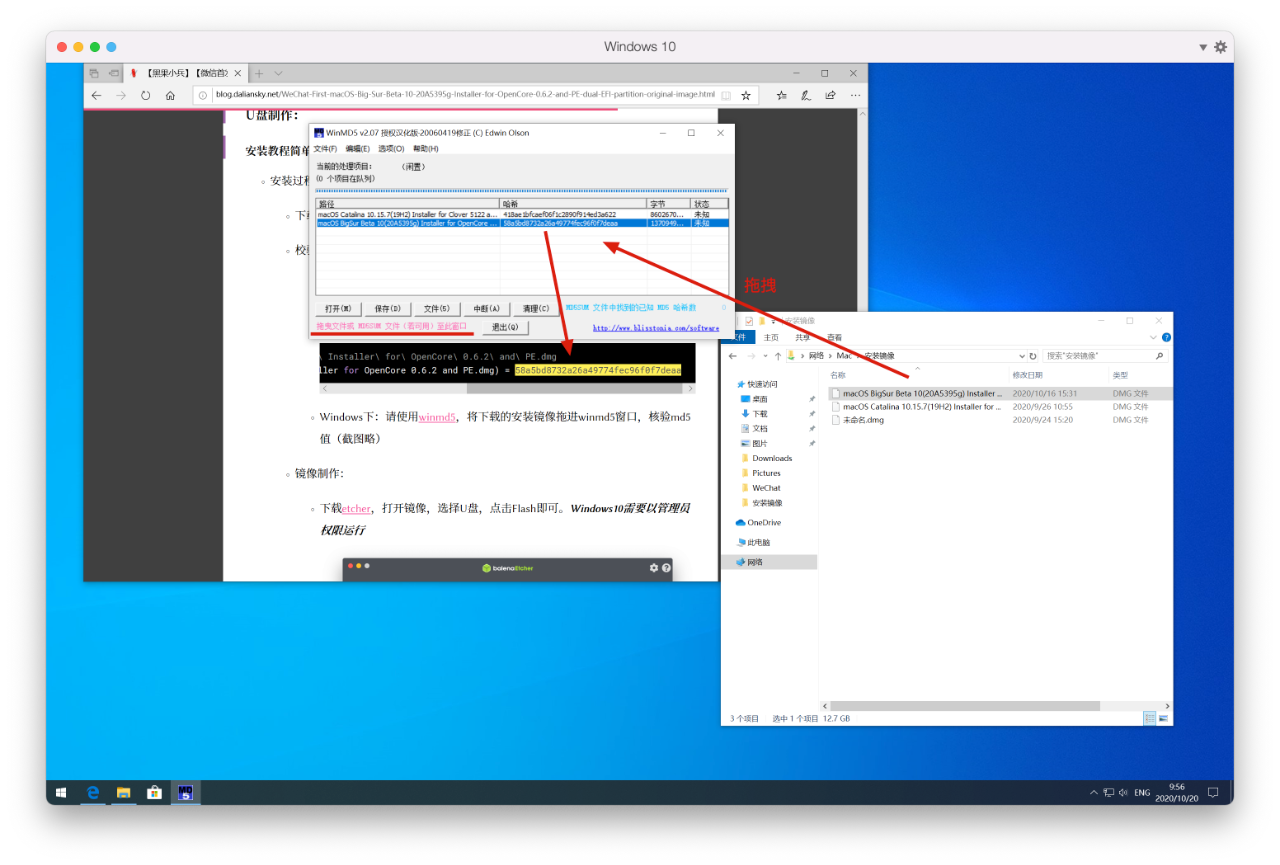 Windows 10
【黑果小兵】【微信首发
blog.daliansky.net/WeChat-First-macOS-Big-Sur-Beta-10-20A5395g-Installer-for-OpenCore-0.6.2-and-PE-dual-EFI-partition-original-image.html
U盘制作：
安装教程简单
安装过程
下载
校验
WinMD5 v2.07 授权汉化版-20060419修正 (C) Edwin Olson
文件(F) 编辑(E) 选项(O) 帮助(H)
当前的处理项目： (闲置)
(0 个项目在队列)
路径 哈希 字节 状态
macOS Catalina 10.15.7(19H2) Installer for Clover 5122 a... 418ae1bfcaef06f1c2890f914ed3a622 8602670... 未知
macOS BigSur Beta 10(20A5395g) Installer for OpenCore ... 58a5bd8732a26a49774fec96f0f7deaa 1370949... 未知
打开(M) 保存(D) 文件(S) 中断(A) 清理(C) MD5SUM 文件中找到的已知 MD5 哈希数 0
拖曳文件或 MD5SUM 文件（若可用）至此窗口 退出(Q) http://www.blisstonia.com/software
拖拽
\ Installer\ for\ OpenCore\ 0.6.2\ and\ PE.dmg
ller for OpenCore 0.6.2 and PE.dmg) = 58a5bd8732a26a49774fec96f0f7deaa
Windows下：请使用winmd5，将下载的安装镜像拖进winmd5窗口，核验md5
值（截图略）
镜像制作：
下载etcher，打开镜像，选择U盘，点击Flash即可。Windows10需要以管理员
权限运行
balenaEtcher
安装镜像
文件 主页 共享 查看
网络 Mac 安装镜像 搜索"安装镜像"
名称 修改日期 类型
快速访问
桌面
下载
文档
图片
Downloads
Pictures
WeChat
安装镜像
OneDrive
此电脑
网络
macOS BigSur Beta 10(20A5395g) Installer ... 2020/10/16 15:31 DMG 文件
macOS Catalina 10.15.7(19H2) Installer for ... 2020/9/26 10:55 DMG 文件
未命名.dmg 2020/9/24 15:20 DMG 文件
3 个项目 选中 1 个项目 12.7 GB
MD
5
ENG
9:56
2020/10/20